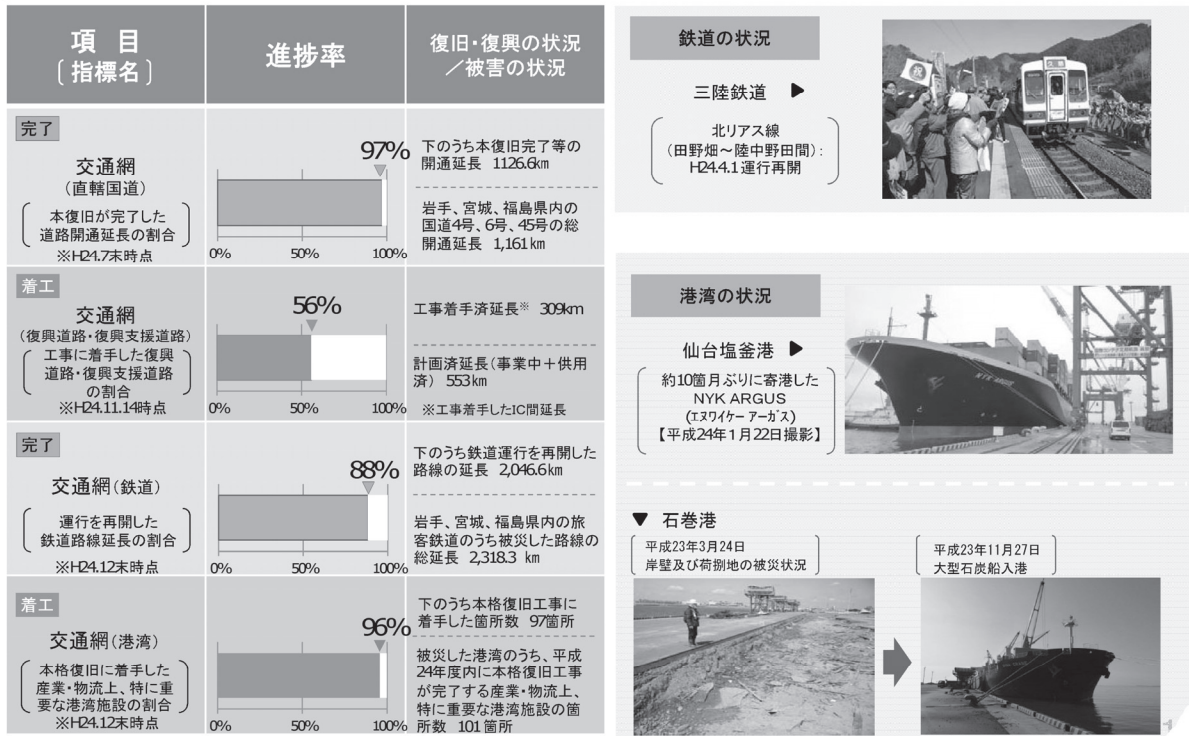 項 目
〔指標名〕
進捗率
復旧・復興の状況
／被害の状況
完了
交通網
(直轄国道)
本復旧が完了した
道路開通延長の割合
※H24.7末時点
97%
0% 50% 100%
下のうち本復旧完了等の
開通延長 1126.6km
岩手、宮城、福島県内の
国道4号、6号、45号の総
開通延長 1,161km
着工
交通網
(復興道路・復興支援道路)
工事に着手した復興
道路・復興支援道路
の割合
※H24.11.14時点
56%
0% 50% 100%
工事着手済延長※ 309km
計画済延長(事業中＋供用
済) 553km
※工事着手したIC間延長
完了
交通網(鉄道)
運行を再開した
鉄道路線延長の割合
※H24.12末時点
88%
0% 50% 100%
下のうち鉄道運行を再開した
路線の延長 2,046.6km
岩手、宮城、福島県内の旅
客鉄道のうち被災した路線の
総延長 2,318.3 km
着工
交通網(港湾)
本格復旧に着手した
産業・物流上、特に重
要な港湾施設の割合
※H24.12末時点
96%
0% 50% 100%
下のうち本格復旧工事に
着手した箇所数 97箇所
被災した港湾のうち、平成
24年度内に本格復旧工事
が完了する産業・物流上、
特に重要な港湾施設の箇
所数 101箇所
鉄道の状況
三陸鉄道 ▶
北リアス線
(田野畑～陸中野田間)：
H24.4.1運行再開
祝
港湾の状況
仙台塩釜港 ▶
約10箇月ぶりに寄港した
NYK ARGUS
(ｴﾇﾜｲｹｰ ｱｰｶﾞｽ)
【平成24年1月22日撮影】
NYK ARGUS
▼ 石巻港
平成23年3月24日
岸壁及び荷捌地の被災状況
平成23年11月27日
大型石炭船入港